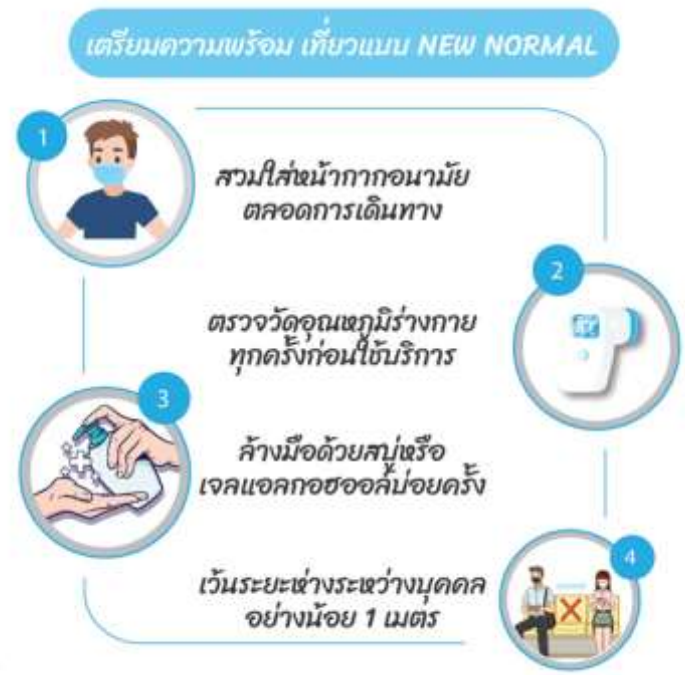 เตรียมความพร้อม เที่ยวแบบ NEW NORMAL
1
สวมใส่หน้ากากอนามัย
ตลอดการเดินทาง
2
ตรวจวัดอุณหภูมิร่างกาย
ทุกครั้งก่อนใช้บริการ
3
ล้างมือด้วยสบู่หรือ
เจลแอลกอฮออล์บ่อยครั้ง
4
เว้นระยะห่างระหว่างบุคคล
อย่างน้อย 1 เมตร